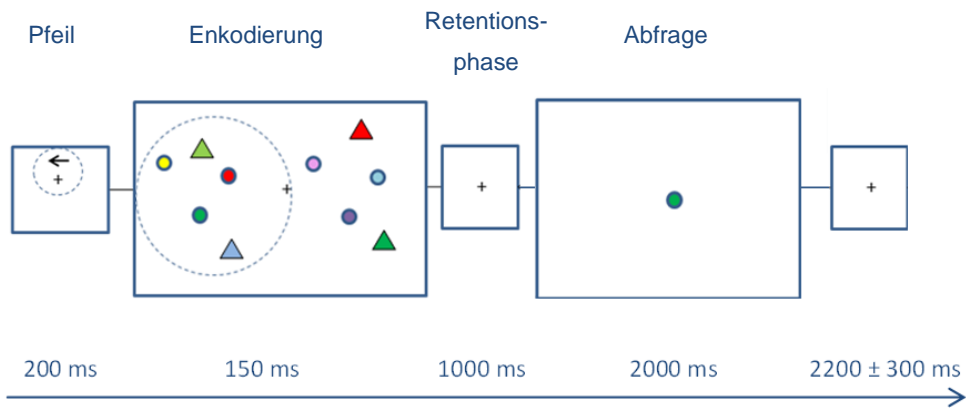 Pfeil
Enkodierung
Retentions-
phase
Abfrage
200 ms
150 ms
1000 ms
2000 ms
2200 ± 300 ms